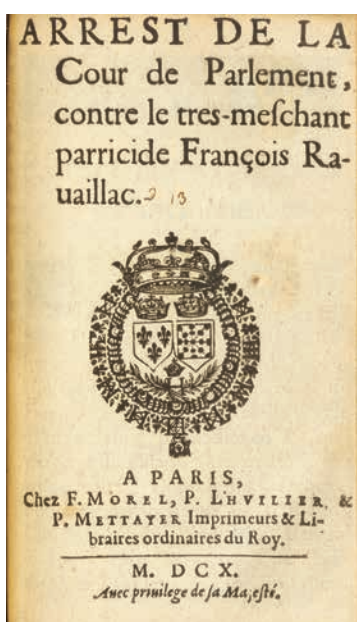 ARREST DE LA
Cour de Parlement,
contre le tres-meſchant
parricide François Ra-
uaillac.
A PARIS,
Chez F. MOREL, P. LHVILIER, &
P. METTAYER Imprimeurs & Li-
braires ordinaires du Roy.
M. DCX.
Auec priuilege de ſa Majeſté.